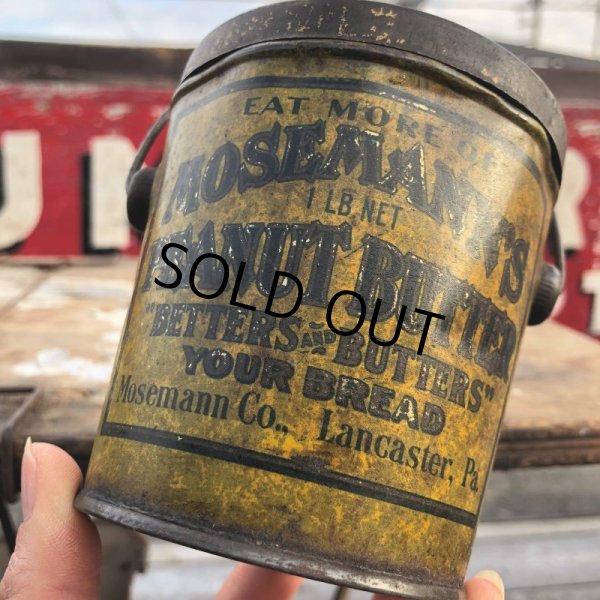 EAT MORE OF
MOSEMANN'S
1 LB. NET
PEANUT BUTTER
"BETTERS AND BUTTERS"
YOUR BREAD
Mosemann Co., Lancaster, Pa.
SOLD OUT